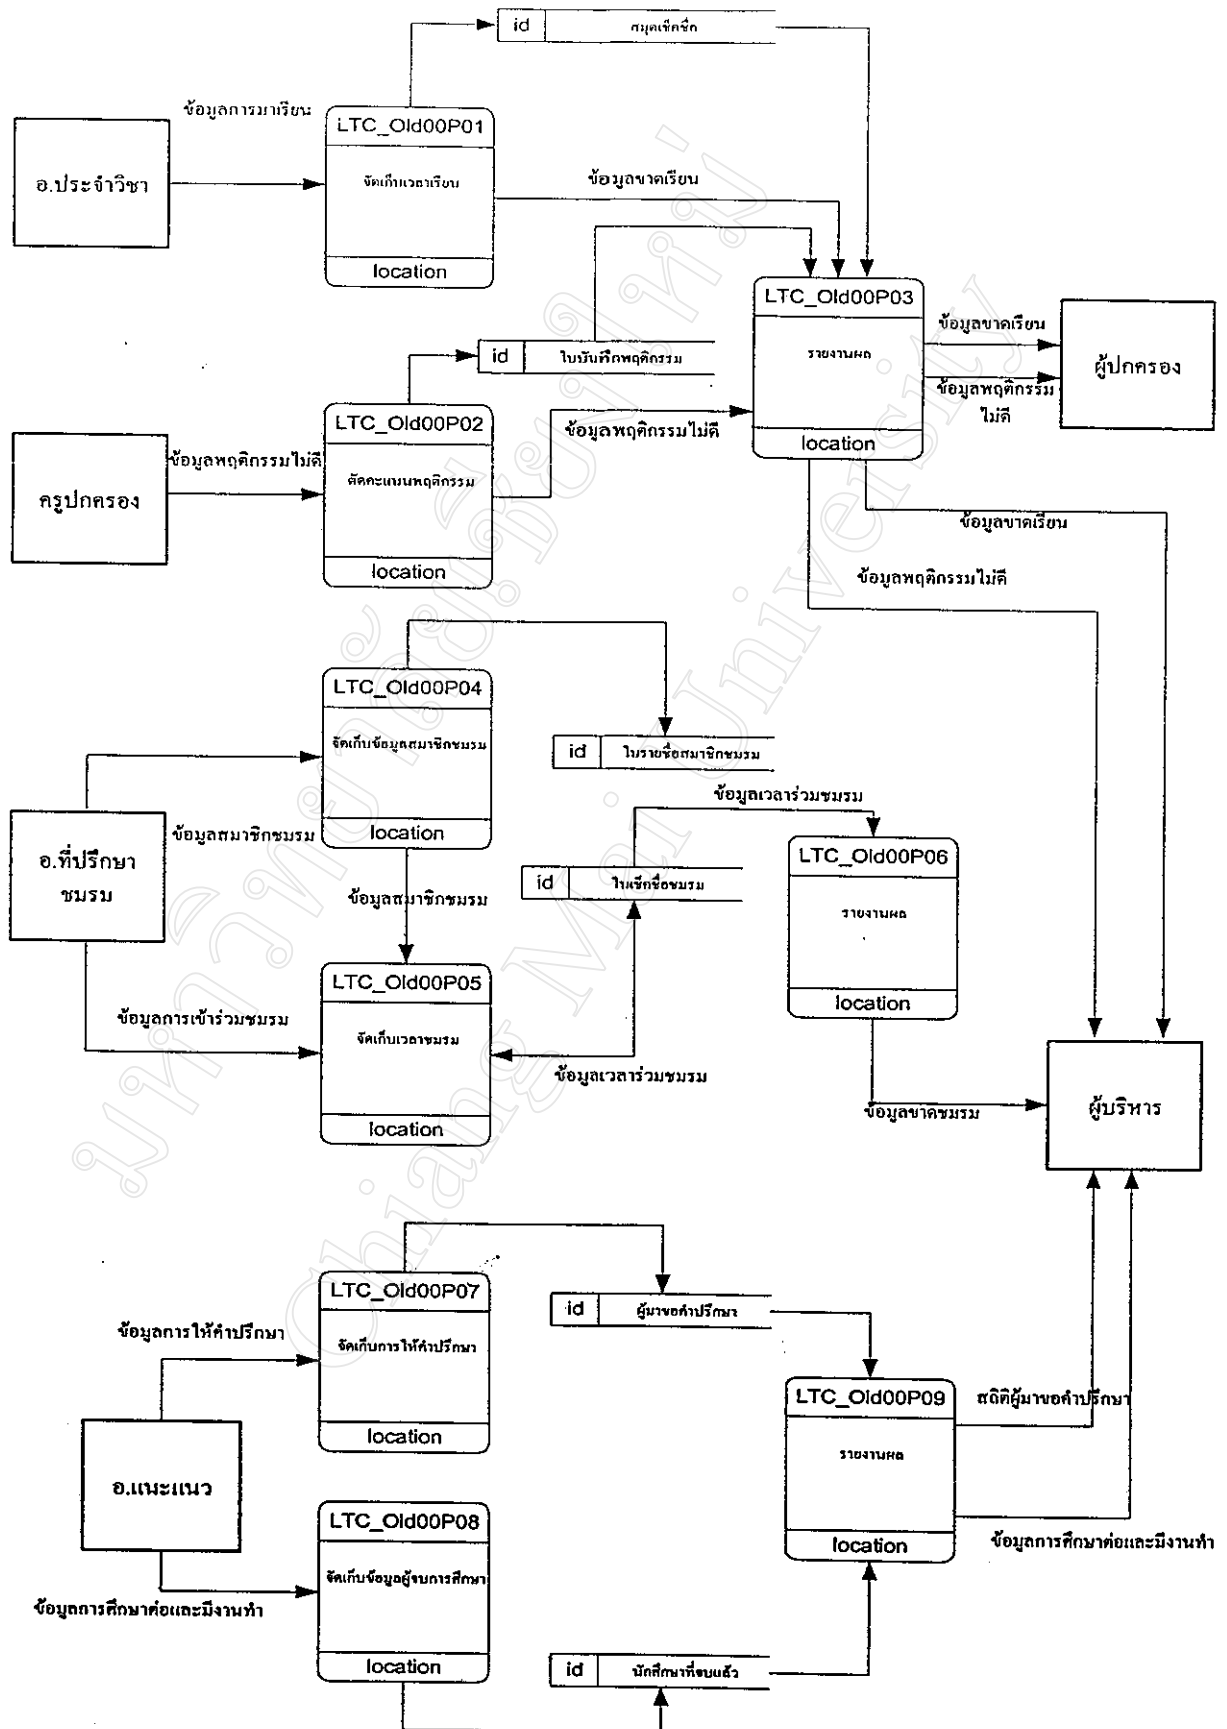 id สมุดเช็คชื่อ
ข้อมูลการมาเรียน
LTC_Old00P01
อ.ประจำวิชา
จัดเก็บเวลาเรียน
ข้อมูลขาดเรียน
location
LTC_Old00P03
ข้อมูลขาดเรียน
id ใบบันทึกพฤติกรรม
รายงานผล
ผู้ปกครอง
ข้อมูลพฤติกรรม
ไม่ดี
LTC_Old00P02
ข้อมูลพฤติกรรมไม่ดี
location
ข้อมูลพฤติกรรมไม่ดี
ตัดคะแนนพฤติกรรม
ครูปกครอง
ข้อมูลขาดเรียน
location
ข้อมูลพฤติกรรมไม่ดี
LTC_Old00P04
จัดเก็บข้อมูลสมาชิกชมรม
id ใบรายชื่อสมาชิกชมรม
ข้อมูลเวลาร่วมชมรม
ข้อมูลสมาชิกชมรม
location
LTC_Old00P06
อ.ที่ปรึกษา
ชมรม
id ใบเช็กชื่อชมรม
ข้อมูลสมาชิกชมรม
รายงานผล
LTC_Old00P05
location
ข้อมูลการเข้าร่วมชมรม
จัดเก็บเวลาชมรม
ข้อมูลเวลาร่วมชมรม
ผู้บริหาร
ข้อมูลขาดชมรม
location
LTC_Old00P07
id ผู้มาขอคำปรึกษา
ข้อมูลการให้คำปรึกษา
จัดเก็บการให้คำปรึกษา
LTC_Old00P09
สถิติผู้มาขอคำปรึกษา
location
รายงานผล
อ.แนะแนว
LTC_Old00P08
location
ข้อมูลการศึกษาต่อและมีงานทำ
จัดเก็บข้อมูลผู้จบการศึกษา
ข้อมูลการศึกษาต่อและมีงานทำ
location
id นักศึกษาที่จบแล้ว
มหาวิทยาลัยเชียงใหม่
Chiang Mai University